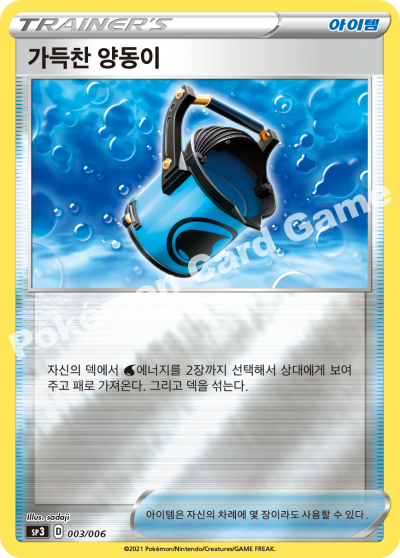 TRAINER'S 아이템
가득찬 양동이
Pokémon Card Game
자신의 덱에서 에너지를 2장까지 선택해서 상대에게 보여
주고 패로 가져온다. 그리고 덱을 섞는다.
Illus. sadaji
sp3 D 003/006
아이템은 자신의 차례에 몇 장이라도 사용할 수 있다.
©2021 Pokémon/Nintendo/Creatures/GAME FREAK.